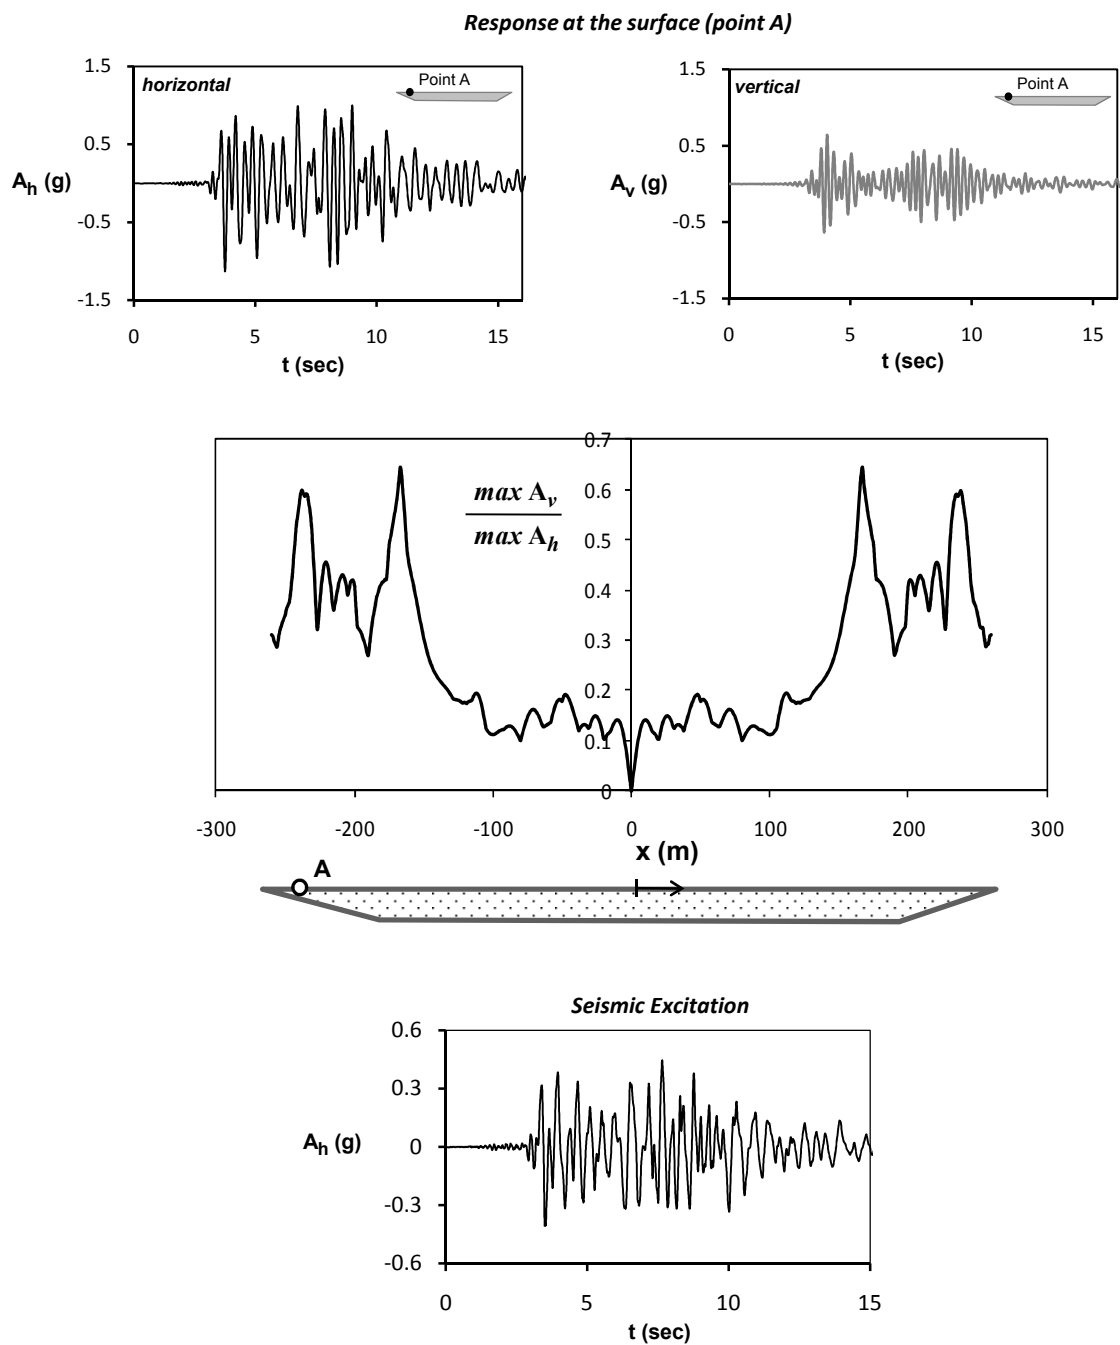 Response at the surface (point A)
horizontal
Point A
1.5
0.5
-0.5
-1.5
A_h (g)
0 5 10 15
t (sec)
vertical
Point A
1.5
0.5
-0.5
-1.5
A_v (g)
0 5 10 15
t (sec)
max A_v
max A_h
0.7
0.6
0.5
0.4
0.3
0.2
0.1
0
-300 -200 -100 0 100 200 300
x (m)
A
Seismic Excitation
0.6
0.3
0
-0.3
-0.6
A_h (g)
0 5 10 15
t (sec)